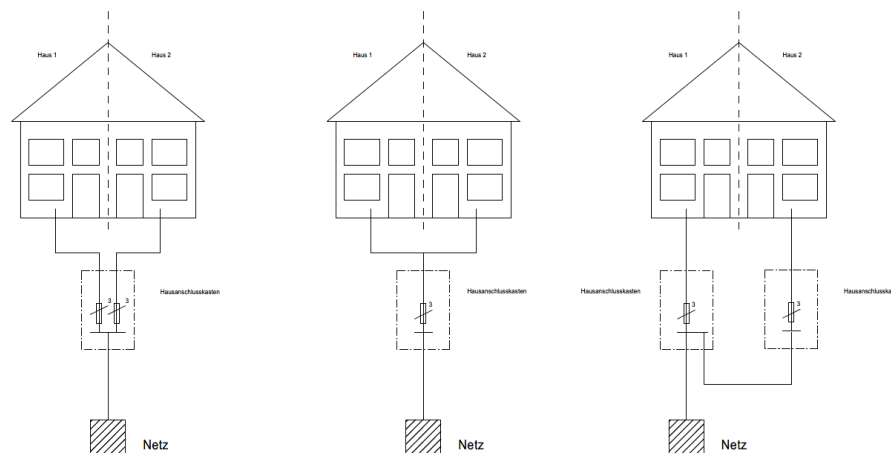 Haus 1
Haus 2
Haus 1
Haus 2
Haus 1
Haus 2
Hausanschlusskasten
Hausanschlusskasten
Hausanschlusskasten
Hausanschlusska
3
3
3
3
3
Netz
Netz
Netz